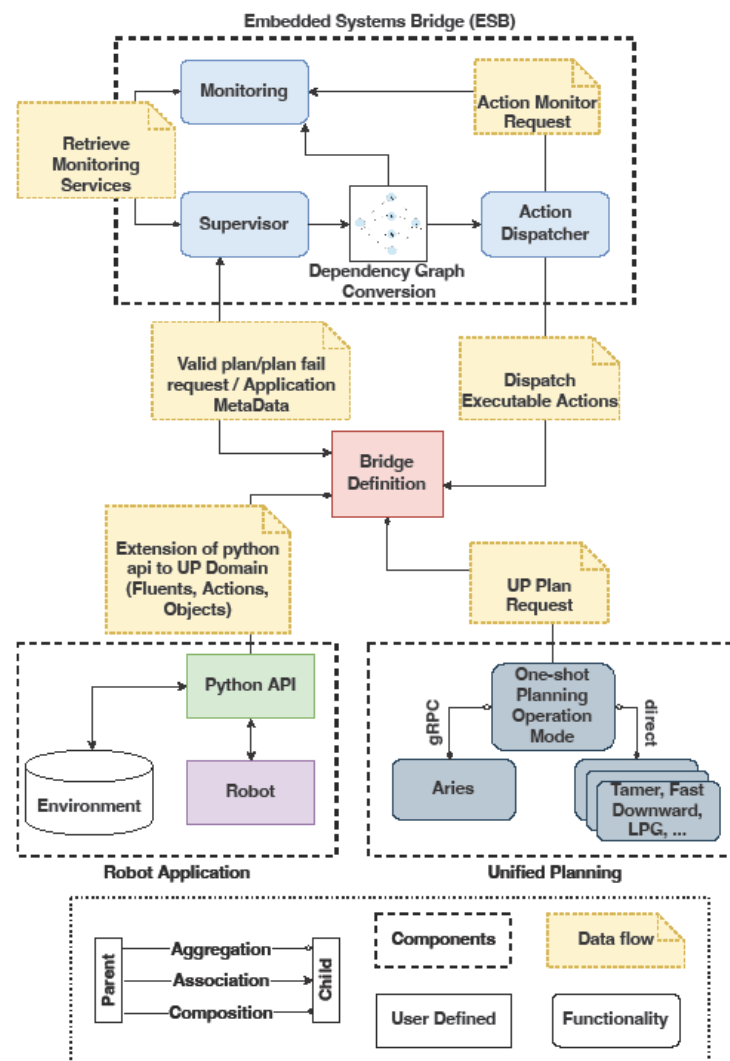 Embedded Systems Bridge (ESB)
Monitoring
Action Monitor
Request
Retrieve
Monitoring
Services
Supervisor
Action
Dispatcher
Dependency Graph
Conversion
Valid plan/plan fail
request / Application
MetaData
Dispatch
Executable Actions
Bridge
Definition
Extension of python
api to UP Domain
(Fluents, Actions,
Objects)
UP Plan
Request
Python API
One-shot
Planning
Operation
Mode
gRPC
direct
Environment
Robot
Aries
Tamer, Fast
Downward,
LPG, ...
Robot Application
Unified Planning
Parent
Aggregation
Association
Composition
Child
Components
Data flow
User Defined
Functionality